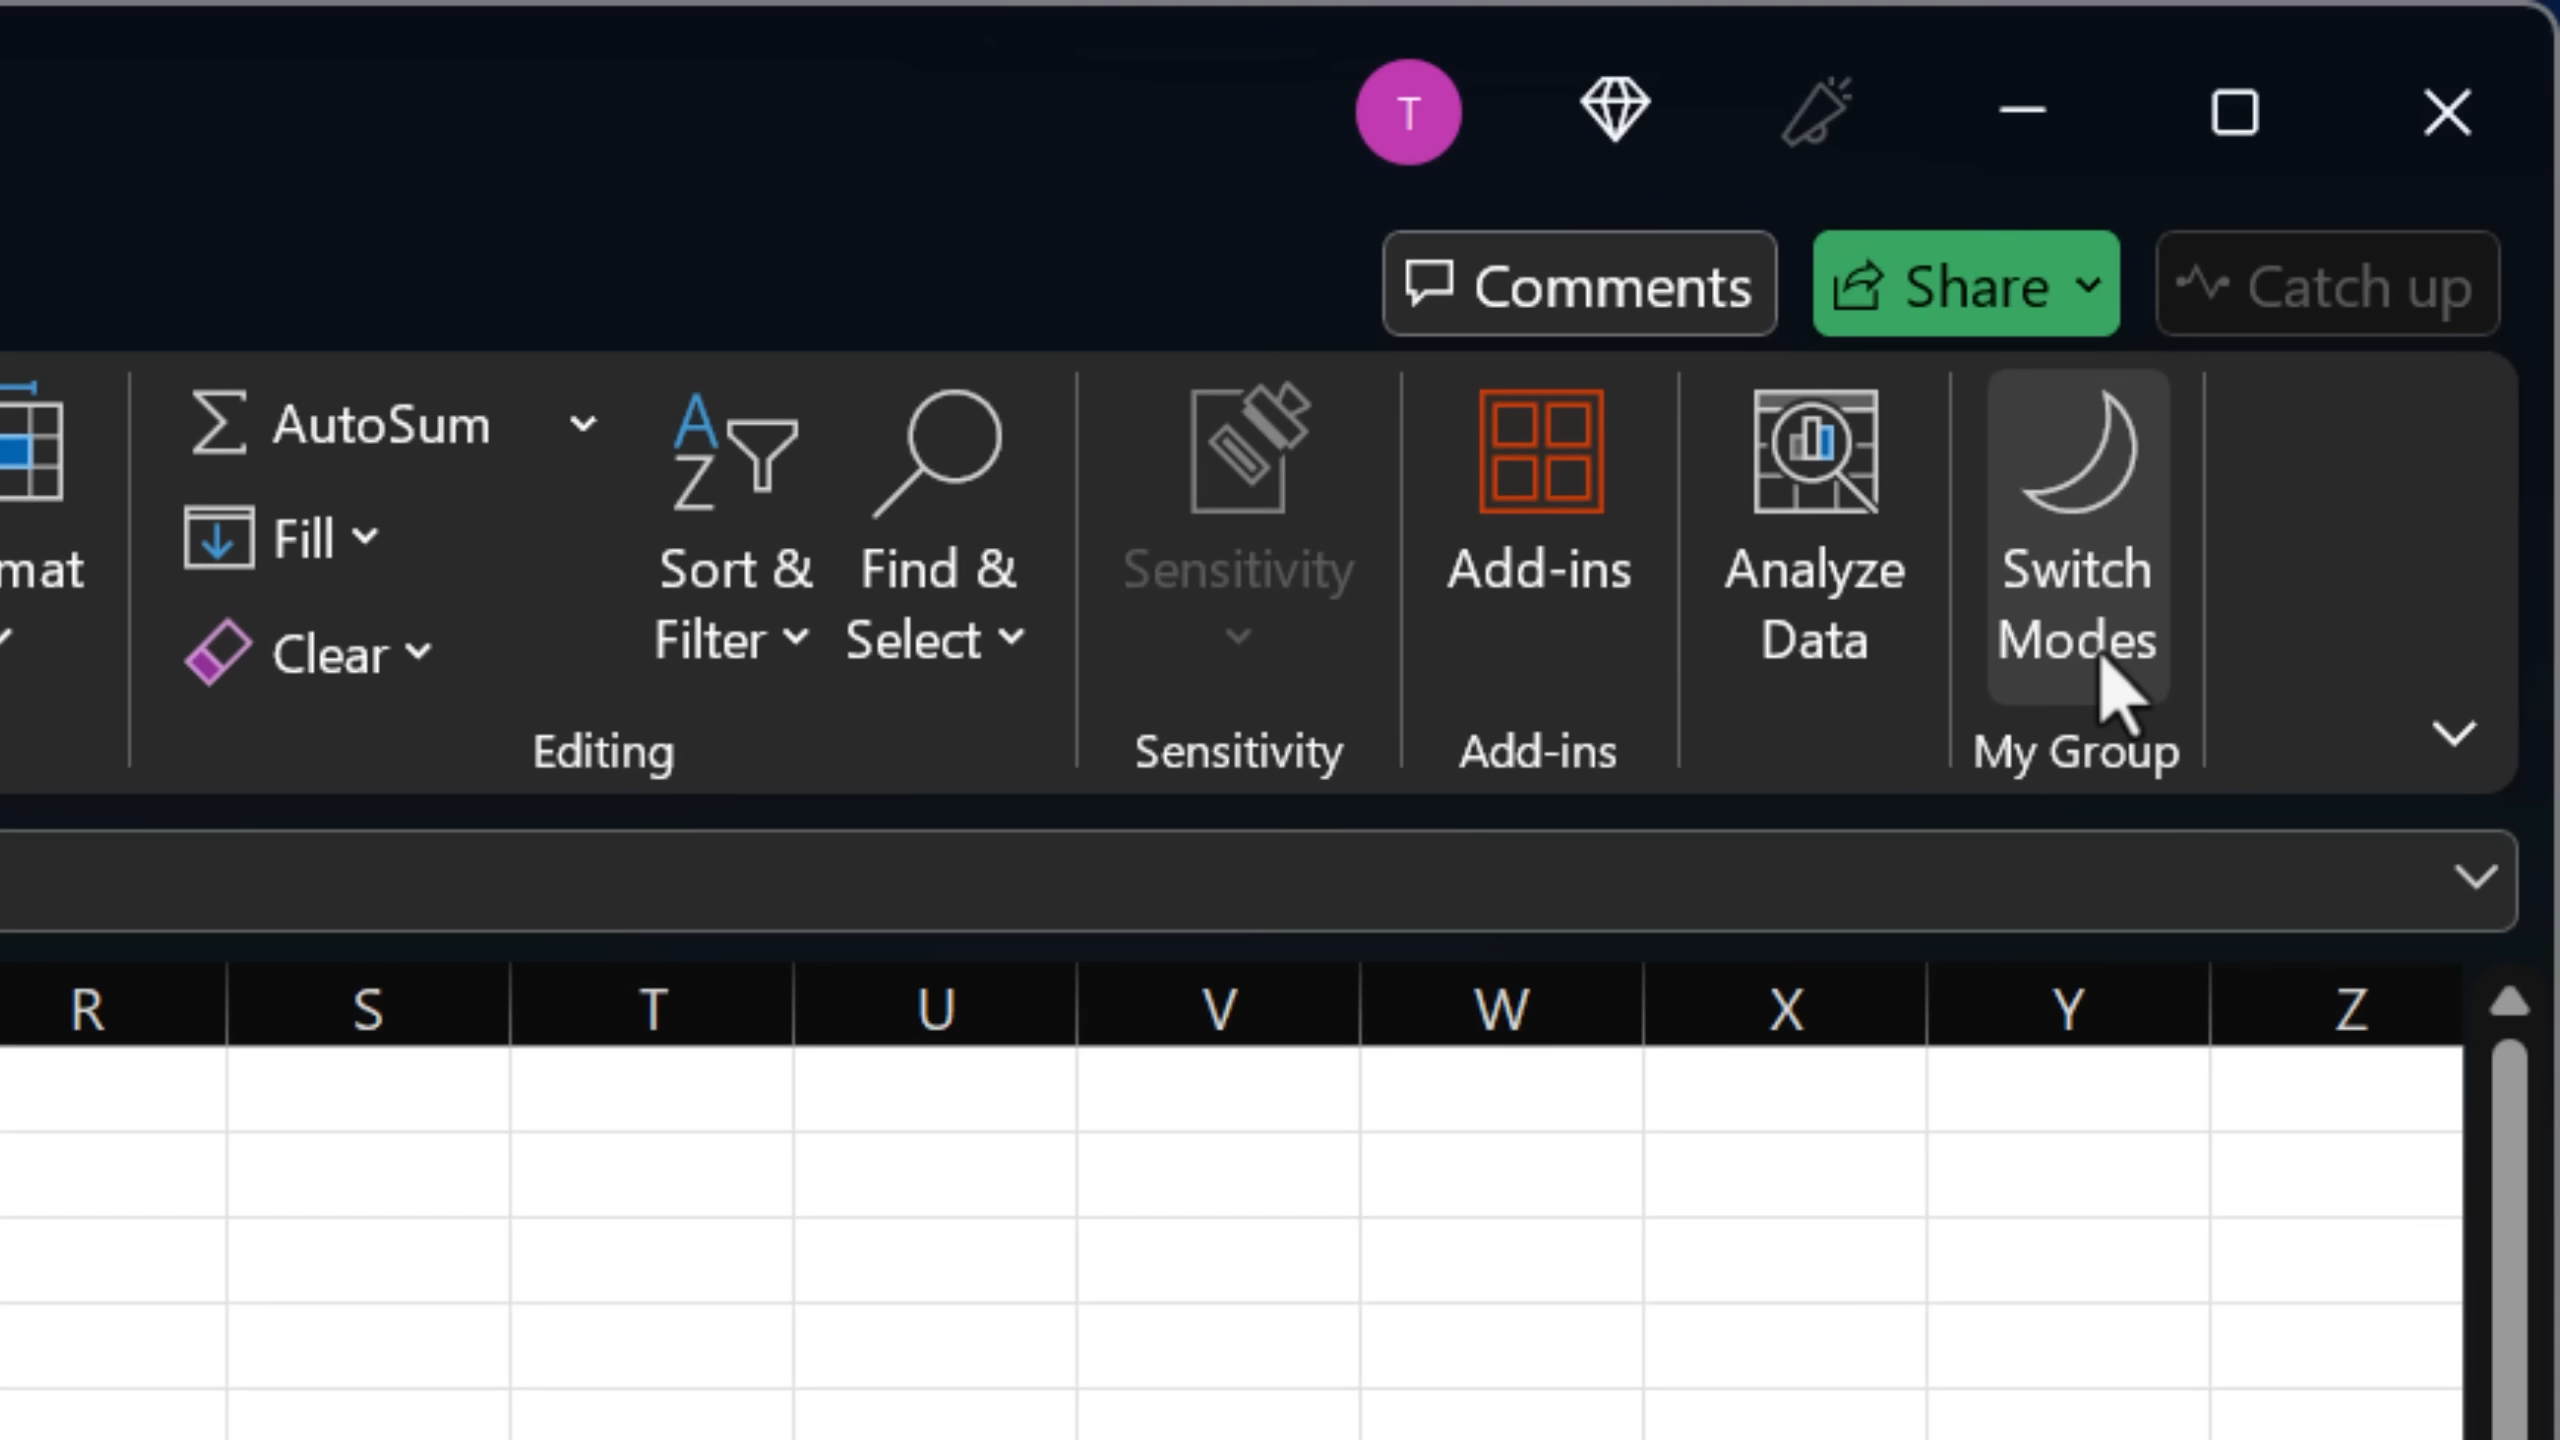 T
Comments Share Catch up
mat
AutoSum
Fill
Clear
Sort &
Filter
Find &
Select
Editing
Sensitivity
Sensitivity
Add-ins
Add-ins
Analyze
Data
Switch
Modes
My Group
R S T U V W X Y Z